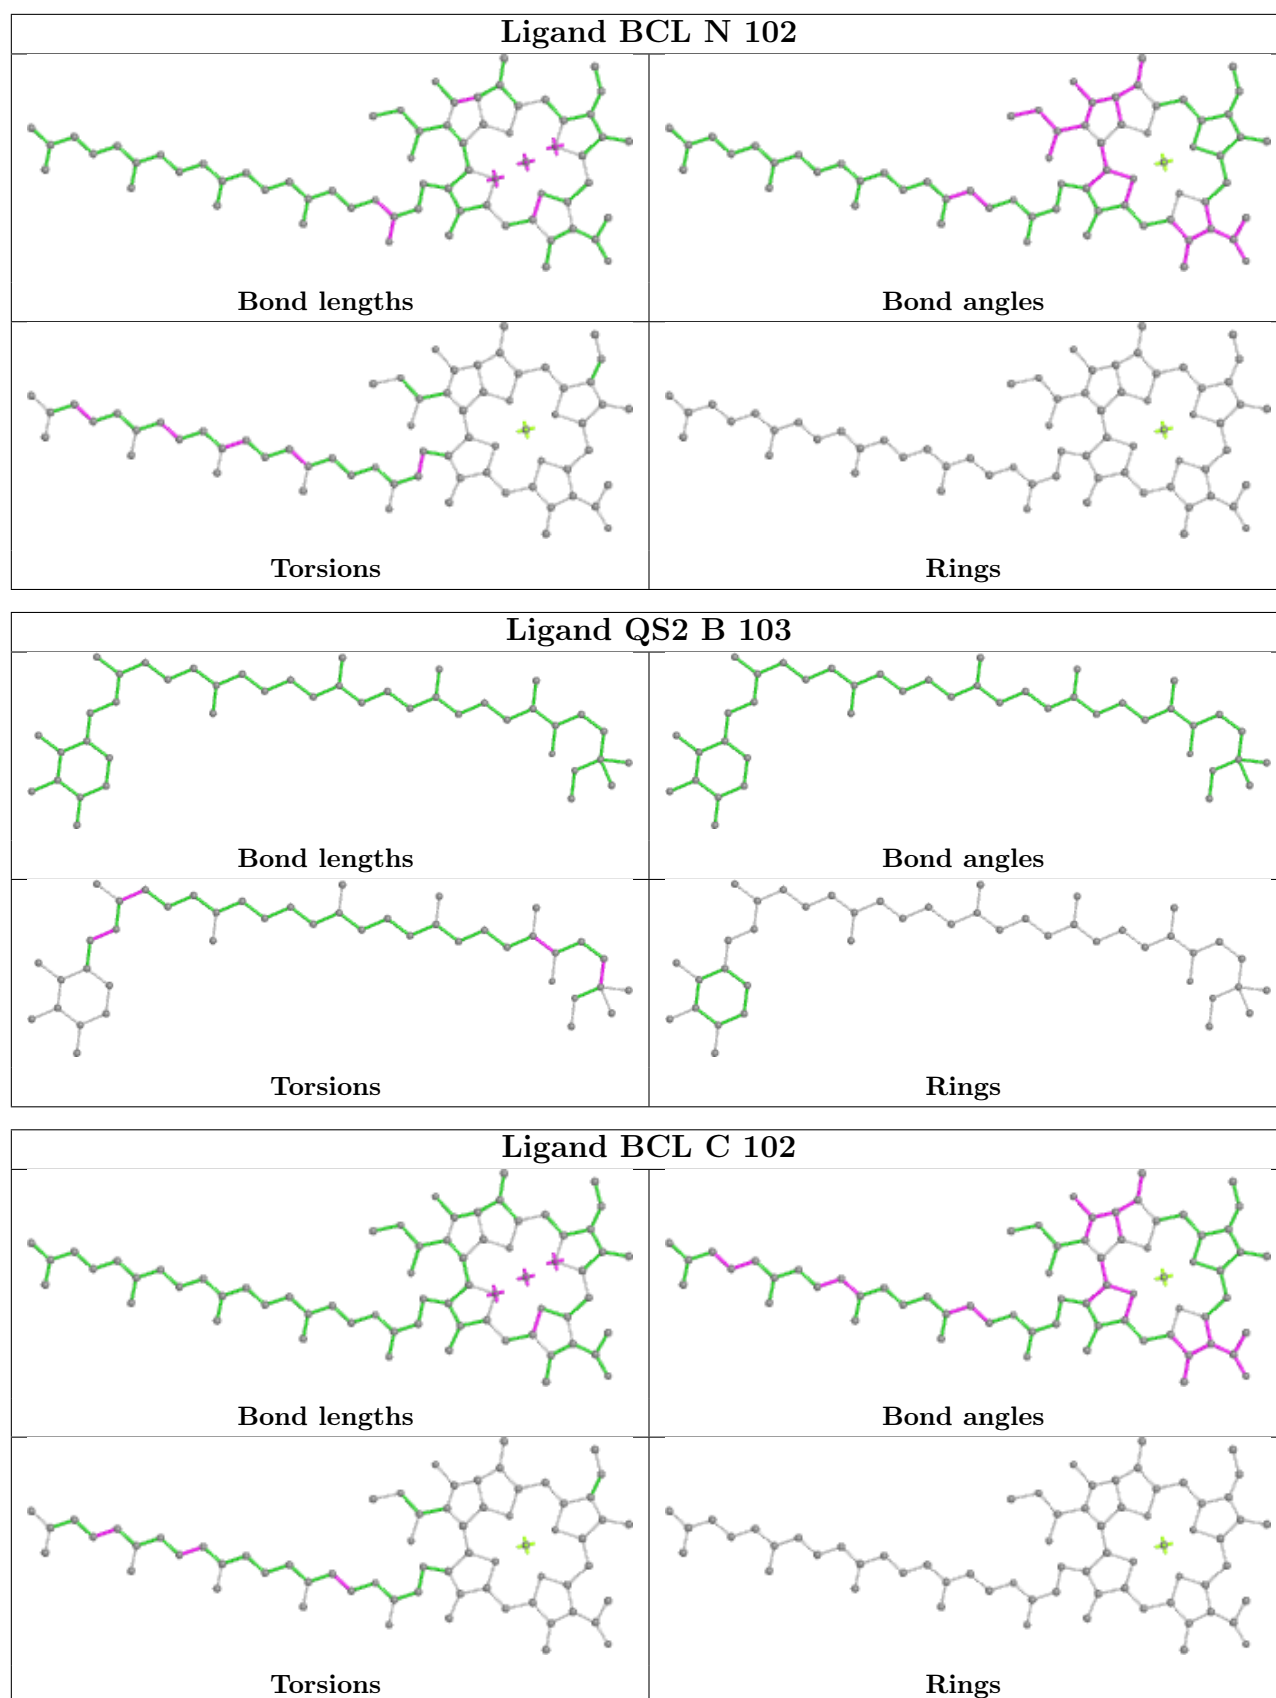 Ligand BCL N 102
Bond lengths
Bond angles
Torsions
Rings
Ligand QS2 B 103
Bond lengths
Bond angles
Torsions
Rings
Ligand BCL C 102
Bond lengths
Bond angles
Torsions
Rings